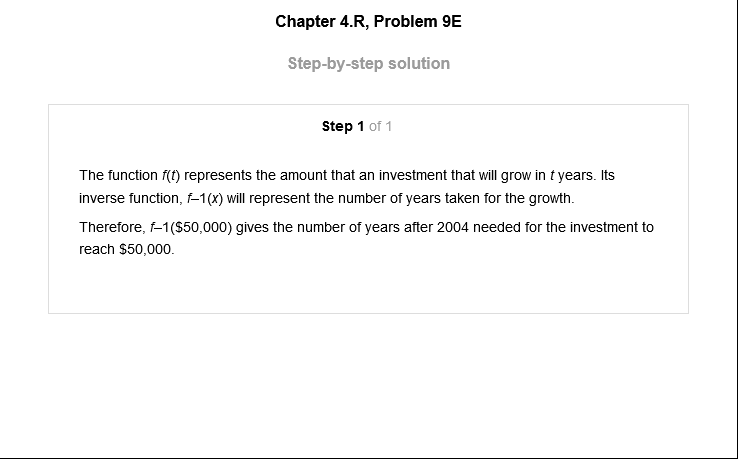 Chapter 4.R, Problem 9E
Step-by-step solution
Step 1 of 1
The function f(t) represents the amount that an investment that will grow in t years. Its
inverse function, f–1(x) will represent the number of years taken for the growth.
Therefore, f–1($50,000) gives the number of years after 2004 needed for the investment to
reach $50,000.